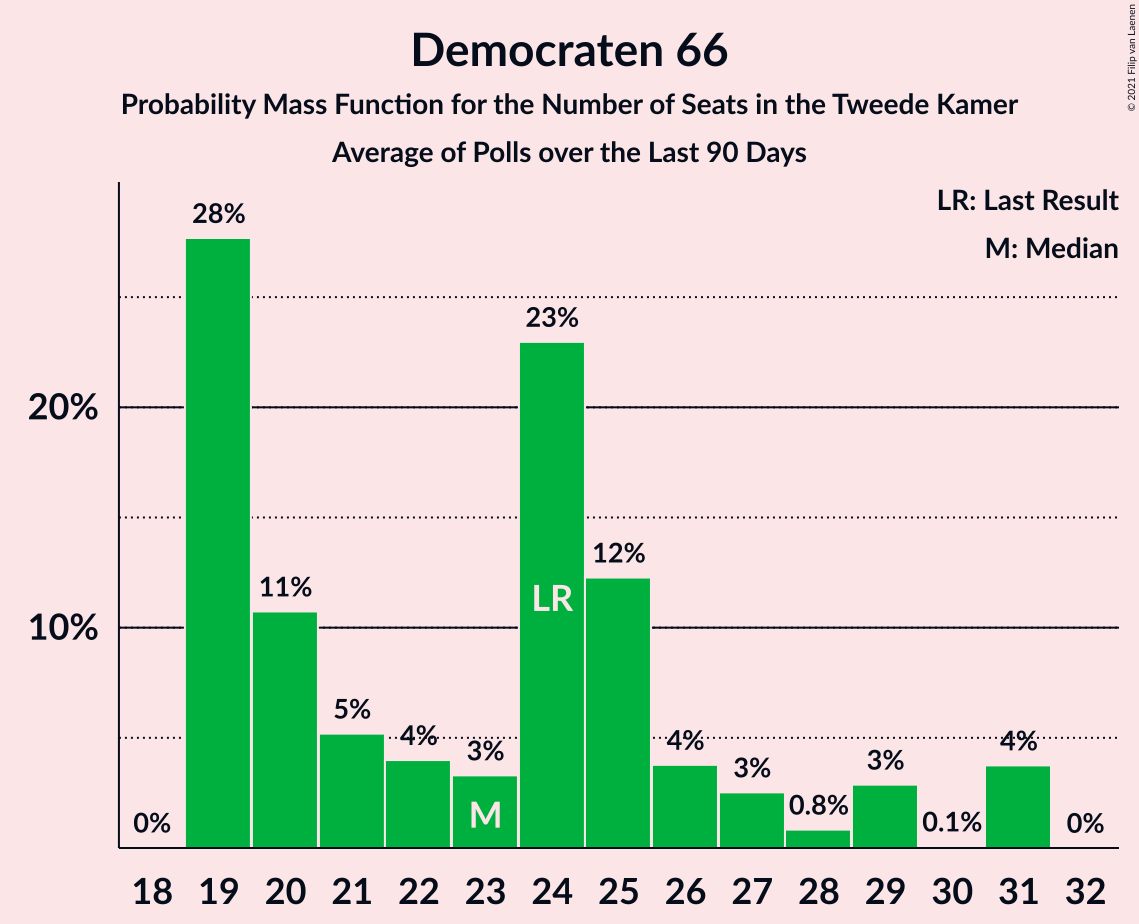 Democraten 66
Probability Mass Function for the Number of Seats in the Tweede Kamer
Average of Polls over the Last 90 Days
© 2021 Filip van Laenen
LR: Last Result
M: Median
20%
10%
0%
28%
11%
5%
4%
3%
23%
12%
4%
3%
0.8%
3%
0.1%
4%
0%
LR
M
18 19 20 21 22 23 24 25 26 27 28 29 30 31 32